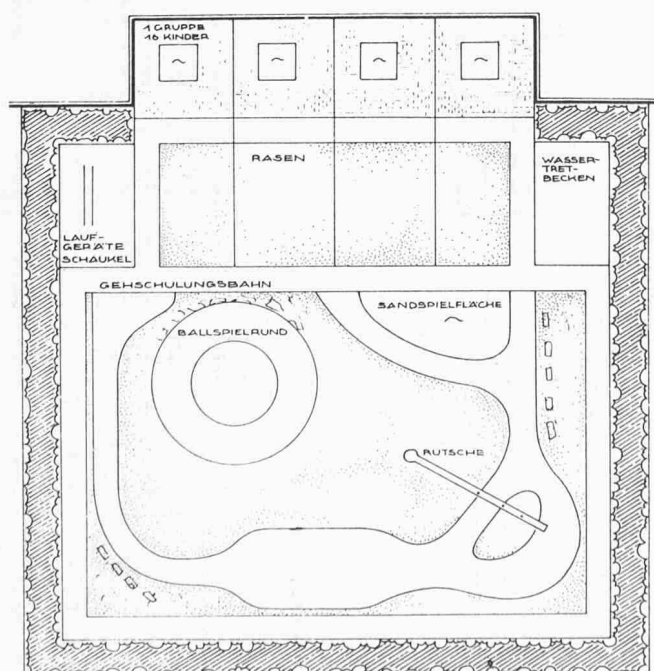 1 GRUPPE
16 KINDER
RASEN
WASSER-
TRET-
BECKEN
LAUF-
GERÄTE
SCHAUKEL
GEHSCHULUNGSBAHN
SANDSPIELFLÄCHE
BALLSPIELRUND
RUTSCHE